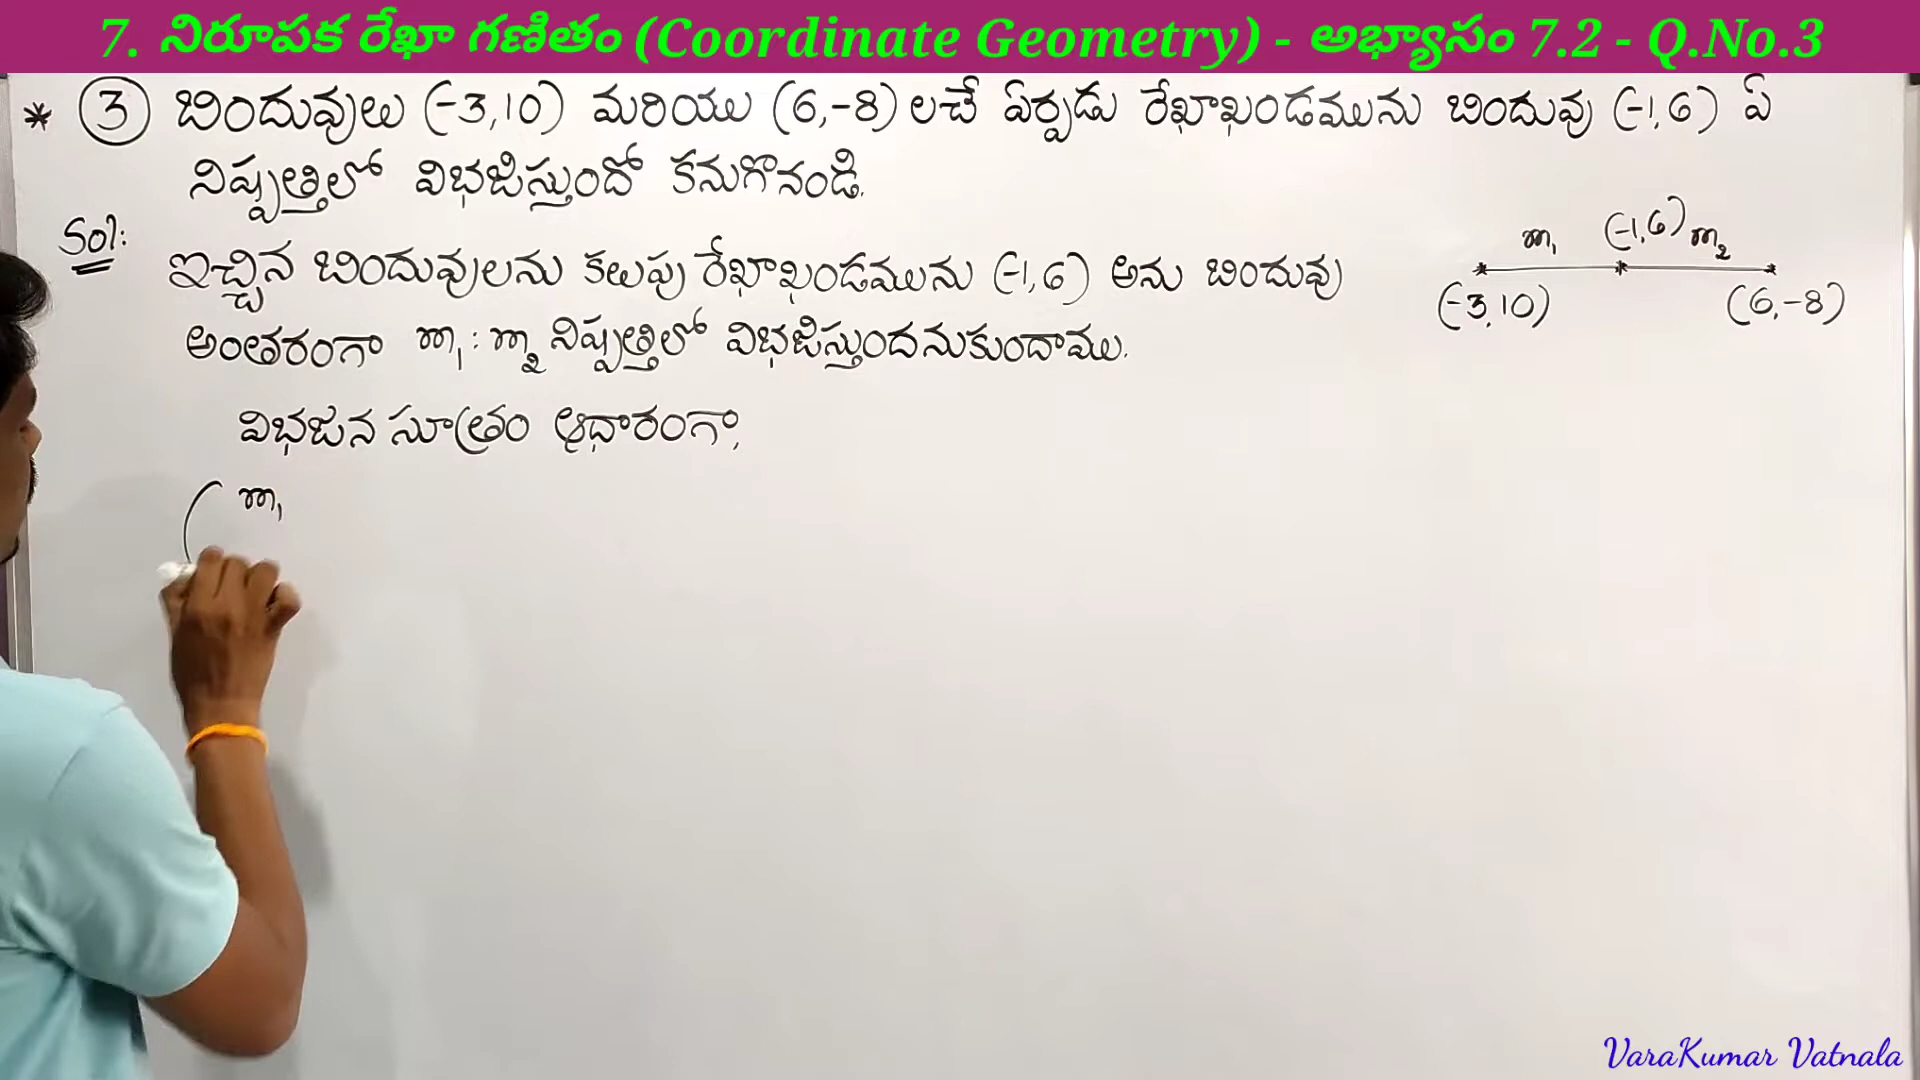 7. నిరూపక రేఖా గణితం (Coordinate Geometry) - అభ్యాసం 7.2 - Q.No.3
* ③ బిందువులు (-3,10) మరియు (6,-8) లచే ఏర్పడు రేఖాఖండమును బిందువు (-1,6) ఏ
నిష్పత్తిలో విభజిస్తుందో కనుగొనండి.
Sol:
ఇచ్చిన బిందువులను కలుపు రేఖాఖండమును (-1,6) అను బిందువు
అంతరంగా m₁ : m₂ నిష్పత్తిలో విభజిస్తుందనుకుందాము.
విభజన సూత్రం ఆధారంగా,
( m₁
m₁ (-1,6) m₂
(-3,10) (6,-8)
VaraKumar Vatnala